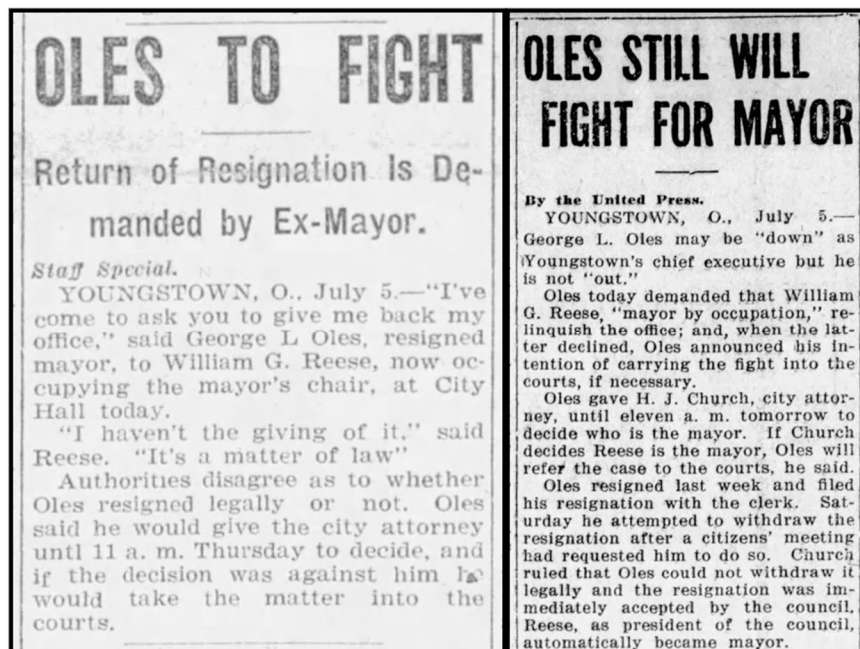 OLES TO FIGHT
Return of Resignation Is De-
manded by Ex-Mayor.
Staff Special.
YOUNGSTOWN, O., July 5.—“I've
come to ask you to give me back my
office,” said George L Oles, resigned
mayor, to William G. Reese, now oc-
cupying the mayor's chair, at City
Hall today.
“I haven't the giving of it,” said
Reese. “It's a matter of law”
Authorities disagree as to whether
Oles resigned legally or not. Oles
said he would give the city attorney
untl 11 a. m. Thursday to decide, and
if the decision was against him he
would take the matter into the
courts.
OLES STILL WILL
FIGHT FOR MAYOR
By the United Press.
YOUNGSTOWN, O., July 5.—
George L. Oles may be “down” as
Youngstown's chief executive but he
is not “out.”
Oles today demanded that William
G. Reese, “mayor by occupation,” re-
linquish the office; and, when the lat-
ter declined, Oles announced his in-
tention of carrying the fight into the
courts, if necessary.
Oles gave H. J. Church, city attor-
ney, until eleven a. m. tomorrow to
decide who is the mayor. If Church
decides Reese is the mayor, Oles will
refer the case to the courts, he said.
Oles resigned last week and filed
his resignation with the clerk. Sat-
urday he attempted to withdraw the
resignation after a citizens' meeting
had requested him to do so. Church
ruled that Oles could not withdraw it
legally and the resignation was im-
mediately accepted by the council.
Reese, as president of the council,
automatically became mayor.